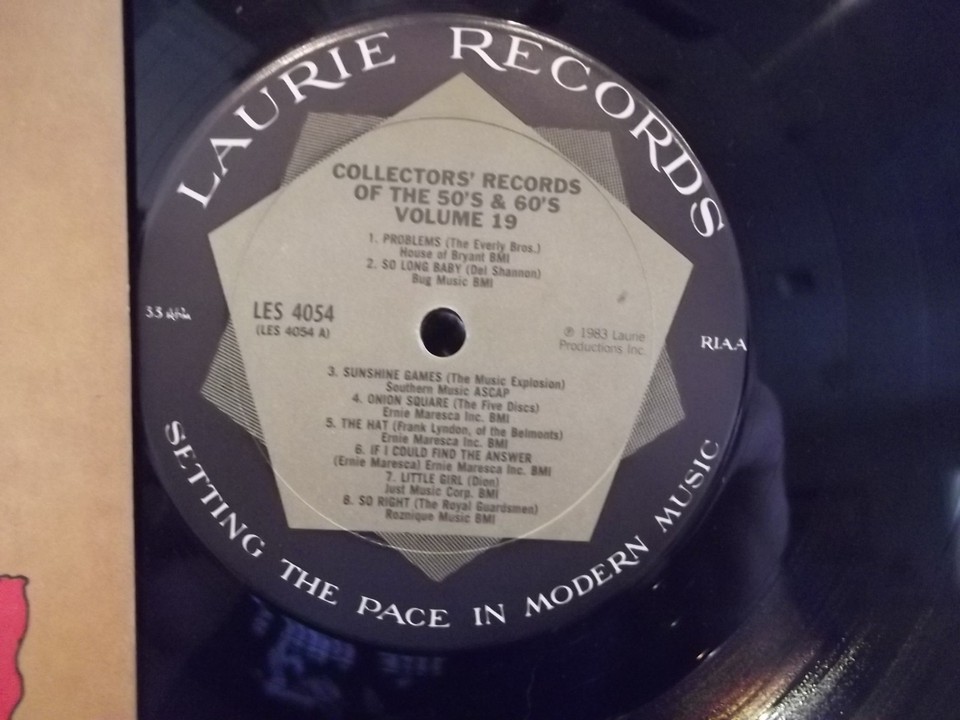 LAURIE RECORDS
COLLECTORS' RECORDS
OF THE 50'S & 60'S
VOLUME 19
1. PROBLEMS (The Everly Bros.)
House of Bryant BMI
2. SO LONG BABY (Del Shannon)
Bug Music BMI
33 RPM
LES 4054
(LES 4054 A)
℗ 1983 Laurie
Productions Inc.
RIAA
3. SUNSHINE GAMES (The Music Explosion)
Southern Music ASCAP
4. ONION SQUARE (The Five Discs)
Ernie Maresca Inc. BMI
5. THE HAT (Frank Lyndon, of the Belmonts)
Ernie Maresca Inc. BMI
6. IF I COULD FIND THE ANSWER
(Ernie Maresca) Ernie Maresca Inc. BMI
7. LITTLE GIRL (Dion)
Just Music Corp. BMI
8. SO RIGHT (The Royal Guardsmen)
Roznique Music BMI
SETTING THE PACE IN MODERN MUSIC